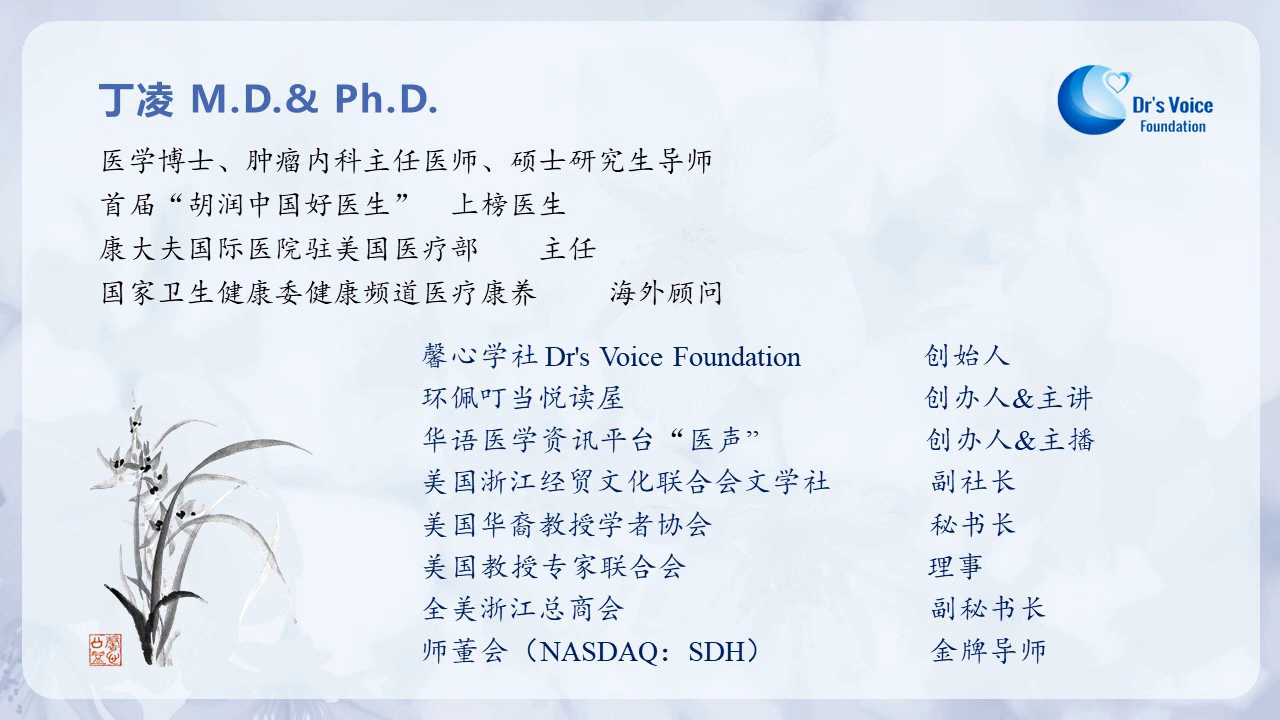 丁凌 M.D.& Ph.D.
Dr's Voice
Foundation
医学博士、肿瘤内科主任医师、硕士研究生导师
首届“胡润中国好医生” 上榜医生
康大夫国际医院驻美国医疗部 主任
国家卫生健康委健康频道医疗康养 海外顾问
馨心学社 Dr's Voice Foundation 创始人
环佩叮当悦读屋 创办人&主讲
华语医学资讯平台“医声” 创办人&主播
美国浙江经贸文化联合会文学社 副社长
美国华裔教授学者协会 秘书长
美国教授专家联合会 理事
全美浙江总商会 副秘书长
师董会（NASDAQ：SDH） 金牌导师